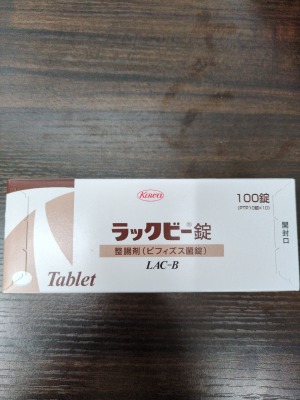 Kowa
ラックビー®錠
100錠
(PTP10錠×10)
整腸剤(ビフィズス菌錠)
LAC-B
Tablet
開封口